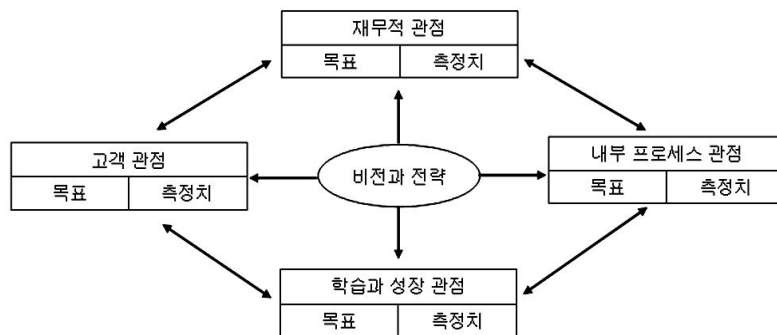 재무적 관점
목표 측정치
고객 관점
목표 측정치
비전과 전략
내부 프로세스 관점
목표 측정치
학습과 성장 관점
목표 측정치